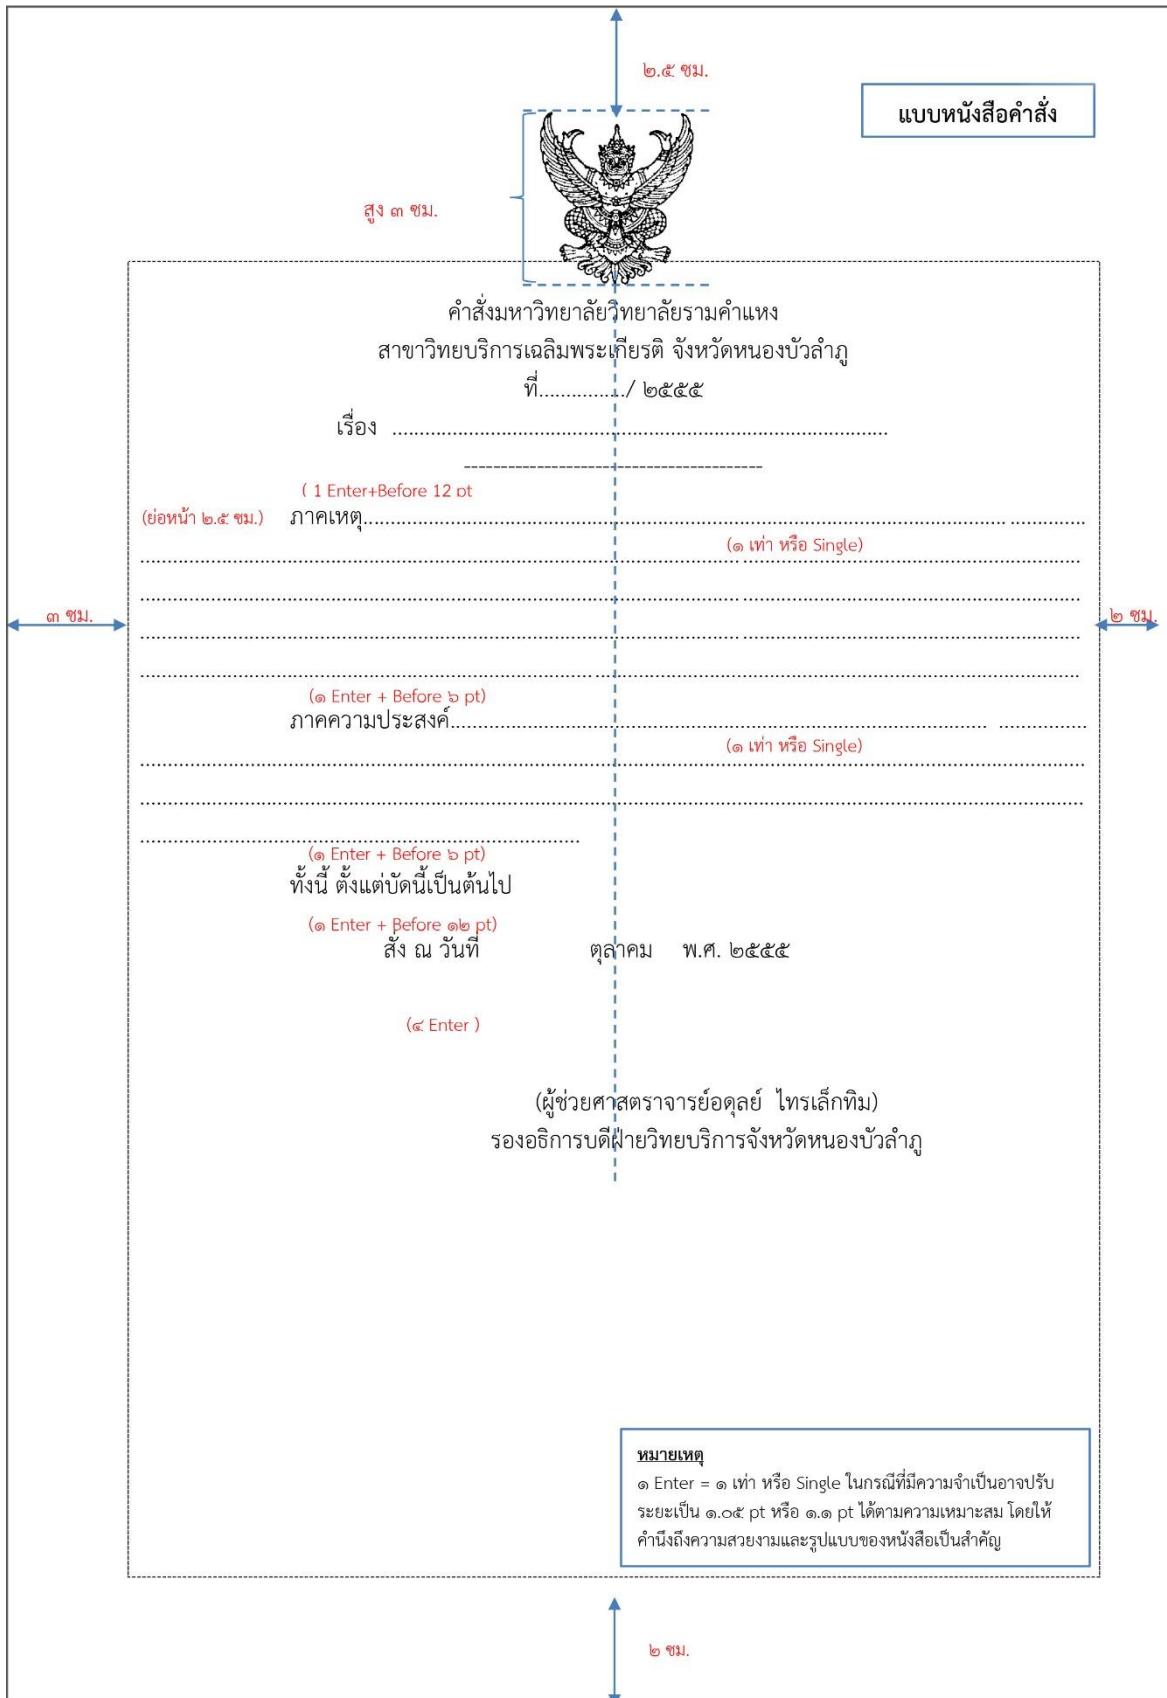 ๒.๕ ซม.
แบบหนังสือคำสั่ง
สูง ๓ ซม.
คำสั่งมหาวิทยาลัยวิทยาลัยรามคำแหง
สาขาวิทยบริการเฉลิมพระเกียรติ จังหวัดหนองบัวลำภู
ที่................/ ๒๕๕๕
เรื่อง ..........................................................................................
-----------------------------------------
( 1 Enter+Before 12 pt
(ย่อหน้า ๒.๕ ซม.) ภาคเหตุ....................................................................................................................... ..............
(๑ เท่า หรือ Single)
............................................................................................................. ..............................................................
............................................................................................................. ..............................................................
๓ ซม.
๒ ซม.
............................................................................................................. ..............................................................
................................................................................... ........................................................................................
(๑ Enter + Before ๖ pt)
ภาคความประสงค์.................................................................................................. ................
(๑ เท่า หรือ Single)
............................................................................................................................................................................
............................................................................................................................................................................
................................................................................
(๑ Enter + Before ๖ pt)
ทั้งนี้ ตั้งแต่บัดนี้เป็นต้นไป
(๑ Enter + Before ๑๒ pt)
สั่ง ณ วันที่ ตุลาคม พ.ศ. ๒๕๕๕
(๔ Enter )
(ผู้ช่วยศาสตราจารย์อดุลย์ ไทรเล็กทิม)
รองอธิการบดีฝ่ายวิทยบริการจังหวัดหนองบัวลำภู
หมายเหตุ
๑ Enter = ๑ เท่า หรือ Single ในกรณีที่มีความจำเป็นอาจปรับ
ระยะเป็น ๑.๐๕ pt หรือ ๑.๑ pt ได้ตามความเหมาะสม โดยให้
คำนึงถึงความสวยงามและรูปแบบของหนังสือเป็นสำคัญ
๒ ซม.